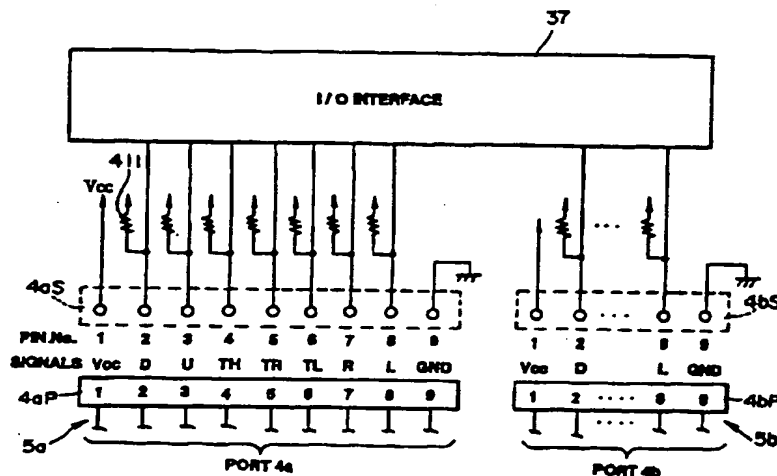 37
I/O INTERFACE
411
Vcc
4aS
4bS
PIN.No. 1 2 3 4 5 6 7 8 9 1 2 ···· 8 9
SIGNALS Vcc D U TH TR TL R L GND Vcc D ···· L GND
4aP 1 2 3 4 5 6 7 8 9 1 2 ···· 8 9 4bP
5a 5b
PORT 4a PORT 4b